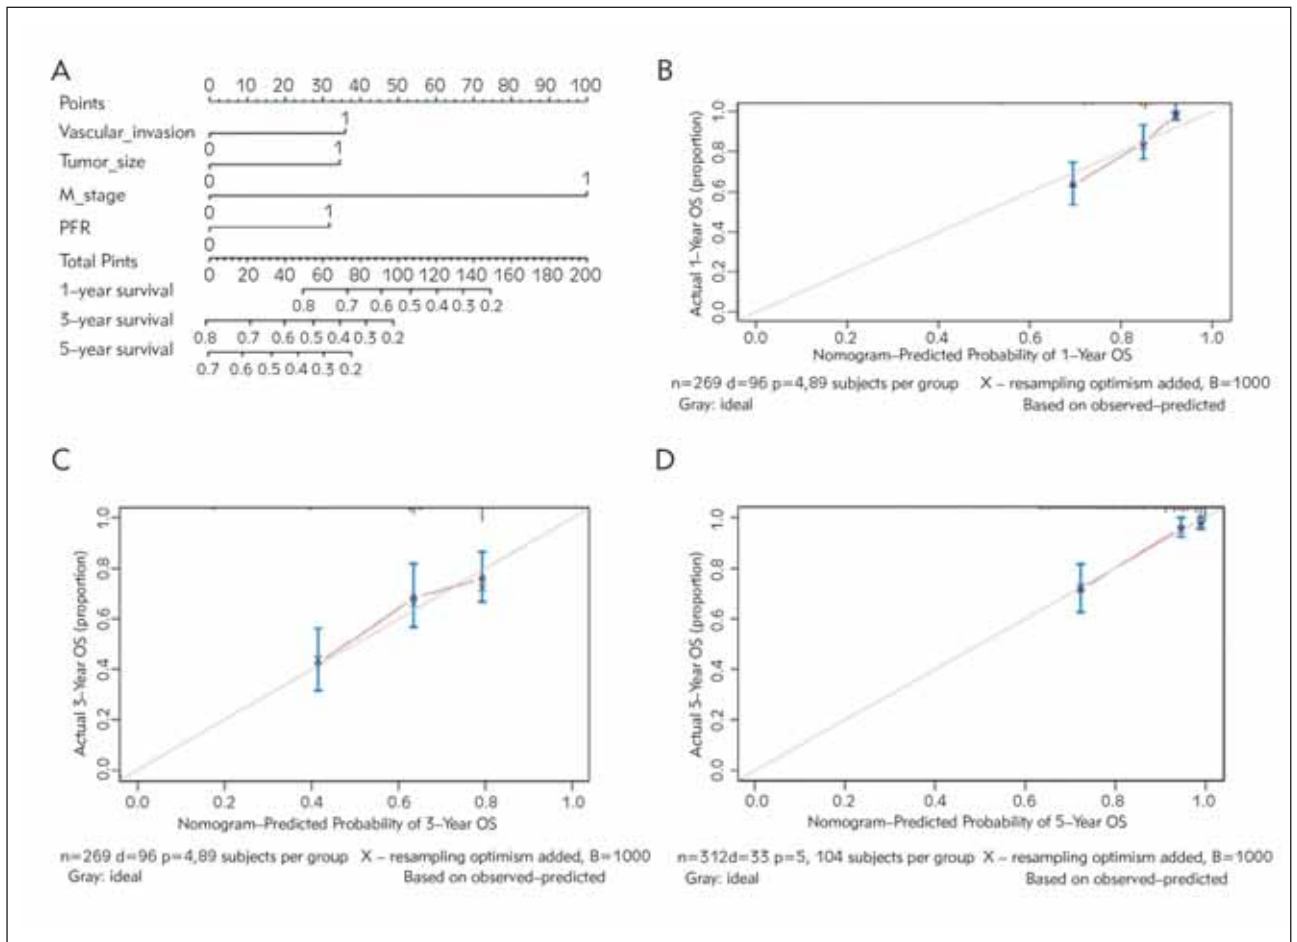 A
0 10 20 30 40 50 60 70 80 90 100
Points
1
Vascular_invasion
0 1
Tumor_size
0 1
M_stage
0 1
PFR
0
Total Pints
0 20 40 60 80 100 120 140 160 180 200
1-year survival
0.8 0.7 0.6 0.5 0.4 0.3 0.2
3-year survival
0.8 0.7 0.6 0.5 0.4 0.3 0.2
5-year survival
0.7 0.6 0.5 0.4 0.3 0.2
B
Actual 1-Year OS (proportion)
0.0 0.2 0.4 0.6 0.8 1.0
0.0 0.2 0.4 0.6 0.8 1.0
Nomogram-Predicted Probability of 1-Year OS
n=269 d=96 p=4,89 subjects per group X - resampling optimism added, B=1000
Gray: ideal Based on observed-predicted
C
Actual 3-Year OS (proportion)
0.0 0.2 0.4 0.6 0.8 1.0
0.0 0.2 0.4 0.6 0.8 1.0
Nomogram-Predicted Probability of 3-Year OS
n=269 d=96 p=4,89 subjects per group X - resampling optimism added, B=1000
Gray: ideal Based on observed-predicted
D
Actual 5-Year OS (proportion)
0.0 0.2 0.4 0.6 0.8 1.0
0.0 0.2 0.4 0.6 0.8 1.0
Nomogram-Predicted Probability of 5-Year OS
n=312d=33 p=5, 104 subjects per group X - resampling optimism added, B=1000
Gray: ideal Based on observed-predicted